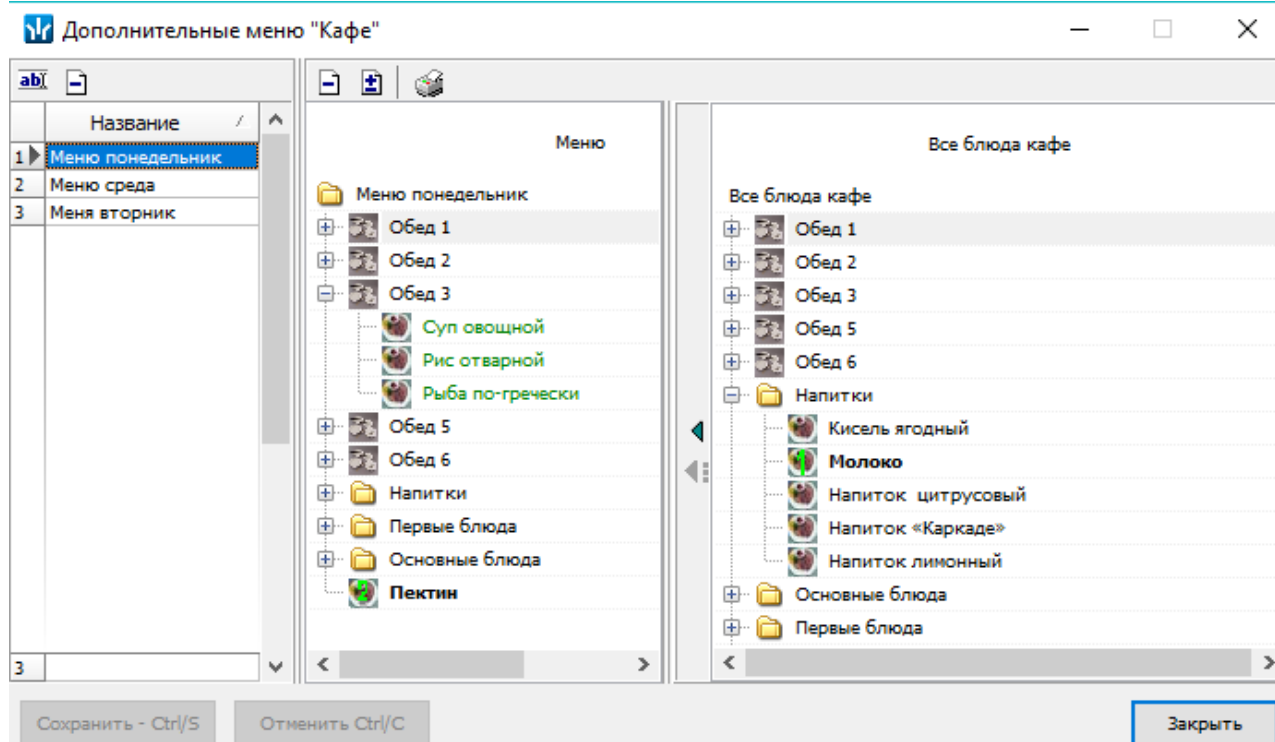 Дополнительные меню "Кафе"
abI
Название
1 Меню понедельник
2 Меню среда
3 Меня вторник
3
Меню
Меню понедельник
Обед 1
Обед 2
Обед 3
Суп овощной
Рис отварной
Рыба по-гречески
Обед 5
Обед 6
Напитки
Первые блюда
Основные блюда
2 Пектин
Все блюда кафе
Все блюда кафе
Обед 1
Обед 2
Обед 3
Обед 5
Обед 6
Напитки
Кисель ягодный
1 Молоко
Напиток  цитрусовый
Напиток «Каркаде»
Напиток лимонный
Основные блюда
Первые блюда
Сохранить - Ctrl/S
Отменить Ctrl/C
Закрыть